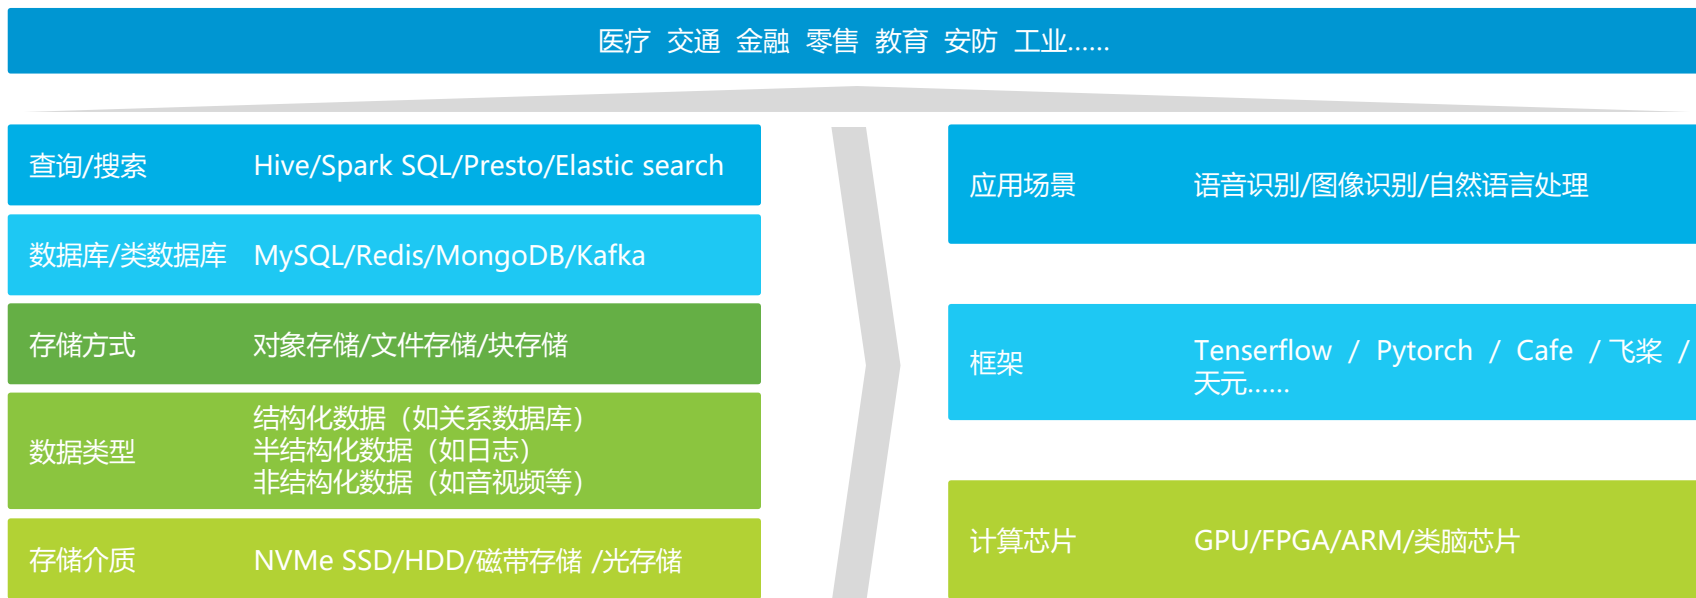 医疗 交通 金融 零售 教育 安防 工业......
查询/搜索 Hive/Spark SQL/Presto/Elastic search
数据库/类数据库 MySQL/Redis/MongoDB/Kafka
存储方式 对象存储/文件存储/块存储
数据类型 结构化数据（如关系数据库）
半结构化数据（如日志）
非结构化数据（如音视频等）
存储介质 NVMe SSD/HDD/磁带存储 /光存储
应用场景 语音识别/图像识别/自然语言处理
框架 Tenserflow / Pytorch / Cafe / 飞桨 /
天元......
计算芯片 GPU/FPGA/ARM/类脑芯片